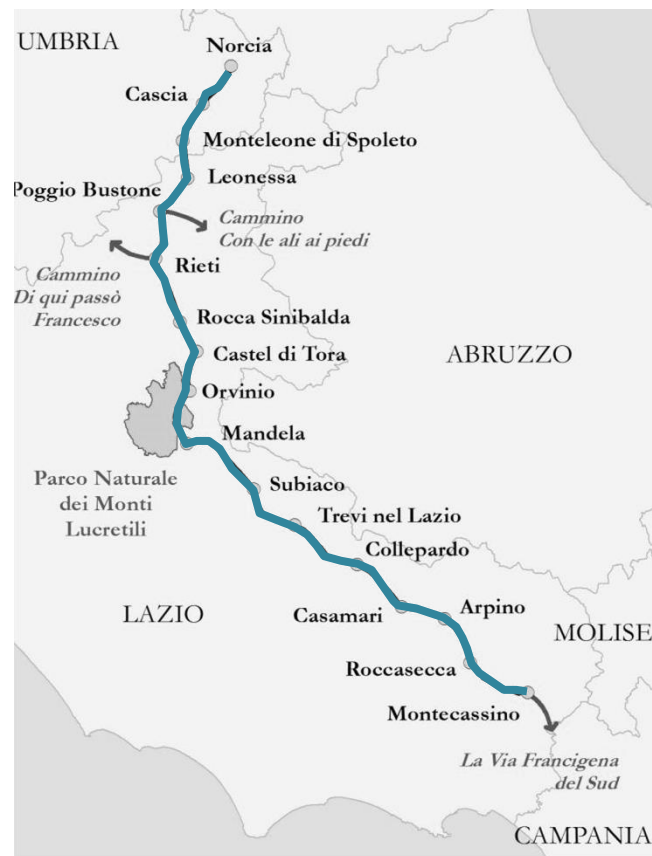 UMBRIA
Norcia
Cascia
Monteleone di Spoleto
Leonessa
Poggio Bustone
Cammino
Con le ali ai piedi
Rieti
Cammino
Di qui passò
Francesco
Rocca Sinibalda
Castel di Tora
ABRUZZO
Orvinio
Mandela
Parco Naturale
dei Monti
Lucretili
Subiaco
Trevi nel Lazio
Collepardo
LAZIO
Casamari
Arpino
MOLISE
Roccasecca
Montecassino
La Via Francigena
del Sud
CAMPANIA